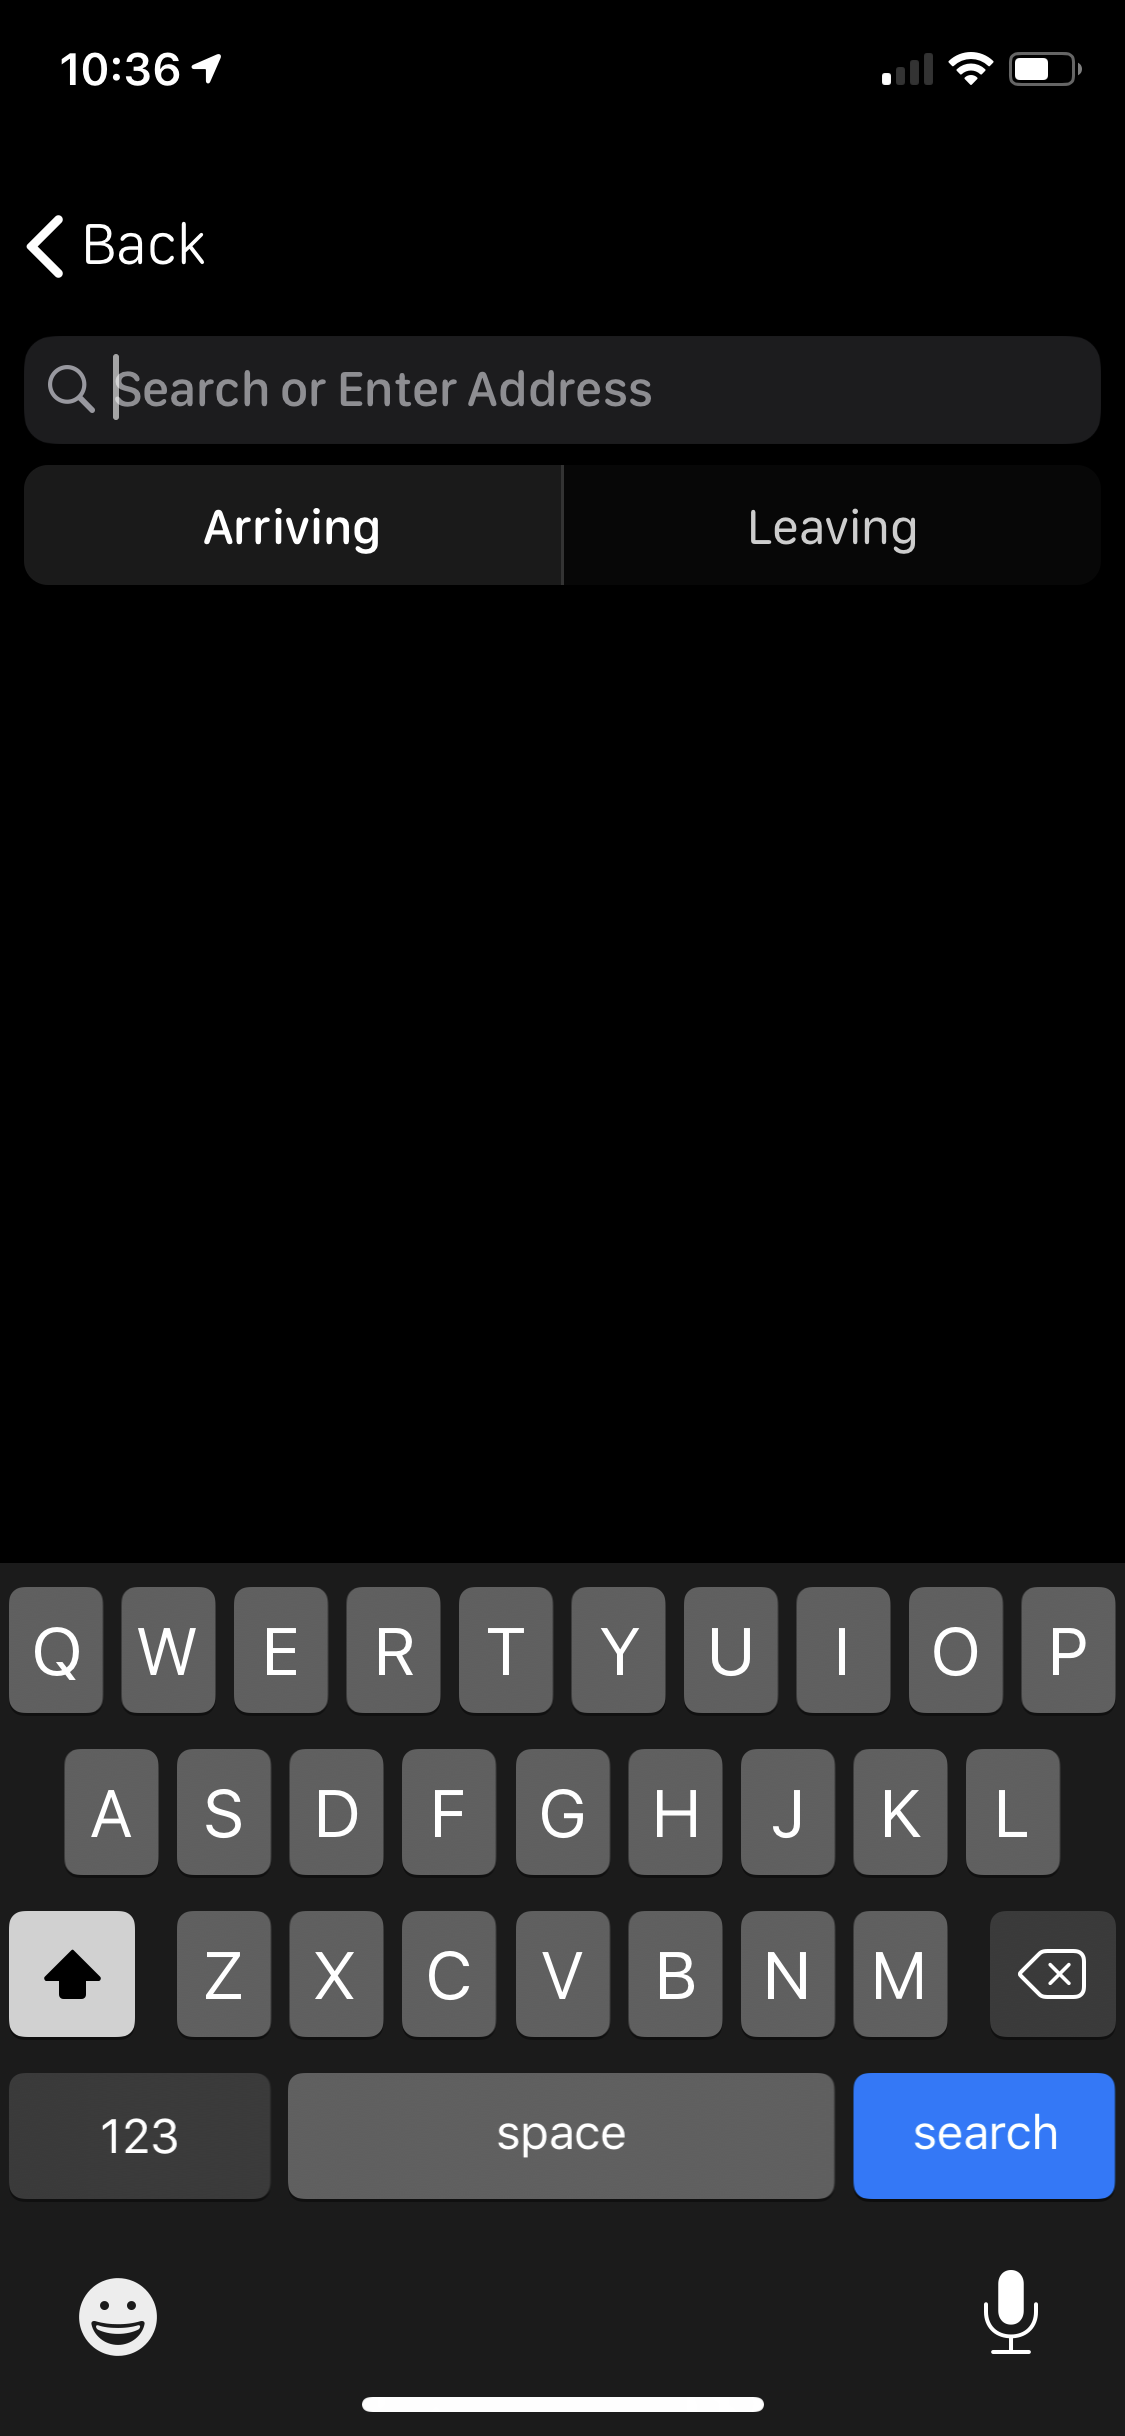 10:36
Back
Search or Enter Address
Arriving Leaving
Q W E R T Y U I O P
A S D F G H J K L
Z X C V B N M
123 space search